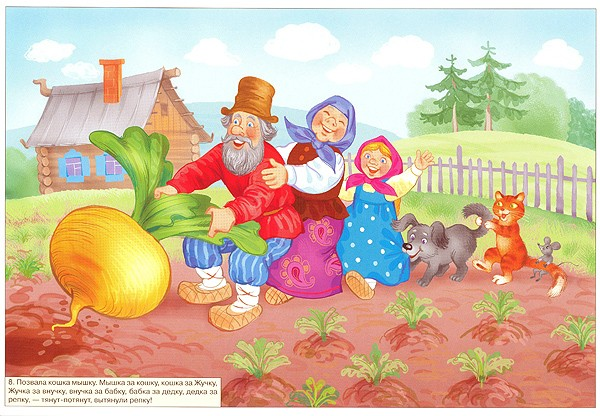 8. Позвала кошка мышку. Мышка за кошку, кошка за Жучку,
Жучка за внучку, внучка за бабку, бабка за дедку, дедка за
репку, — тянут-потянут, вытянули репку!